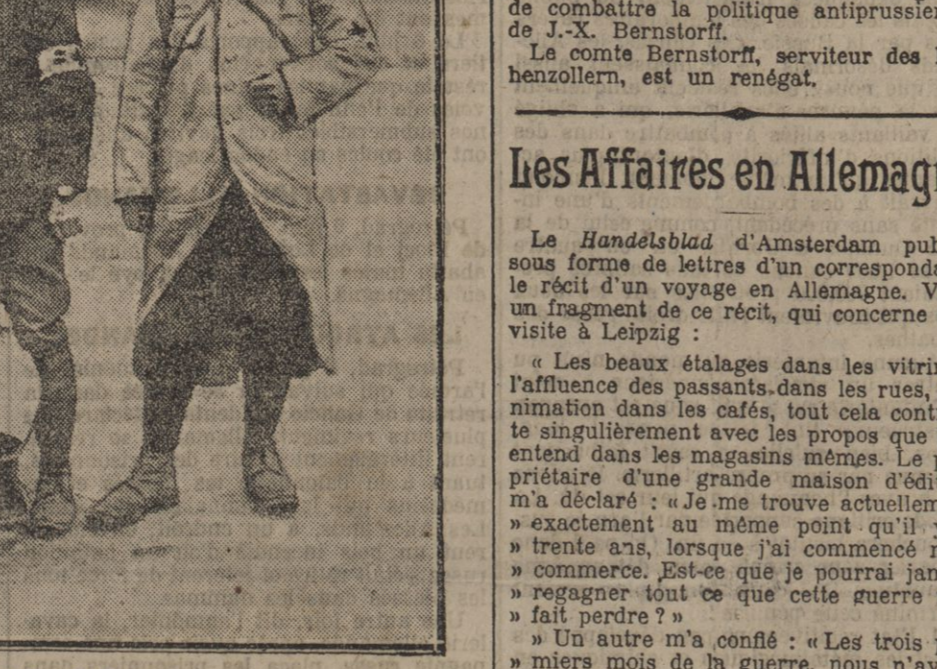 de combattre la politique antiprussien
de J.-X. Bernstorff.
Le comte Bernstorff, serviteur des
henzollern, est un renégat.
Les Affaires en Allemag
Le Handelsblad d'Amsterdam pub
sous forme de lettres d'un corresponda
le récit d'un voyage en Allemagne. V
un fragment de ce récit, qui concerne
visite à Leipzig :
« Les beaux étalages dans les vitrin
l'affluence des passants dans les rues,
nimation dans les cafés, tout cela cont
te singulièrement avec les propos que
entend dans les magasins mêmes. Le p
priétaire d'une grande maison d'édi
m'a déclaré : « Je me trouve actuellem
» exactement au même point qu'il y
» trente ans, lorsque j'ai commencé m
» commerce. Est-ce que je pourrai jam
» regagner tout ce que cette guerre
» fait perdre ? »
» Un autre m'a confié : « Les trois
» miers mois de la guerre, nous n'av